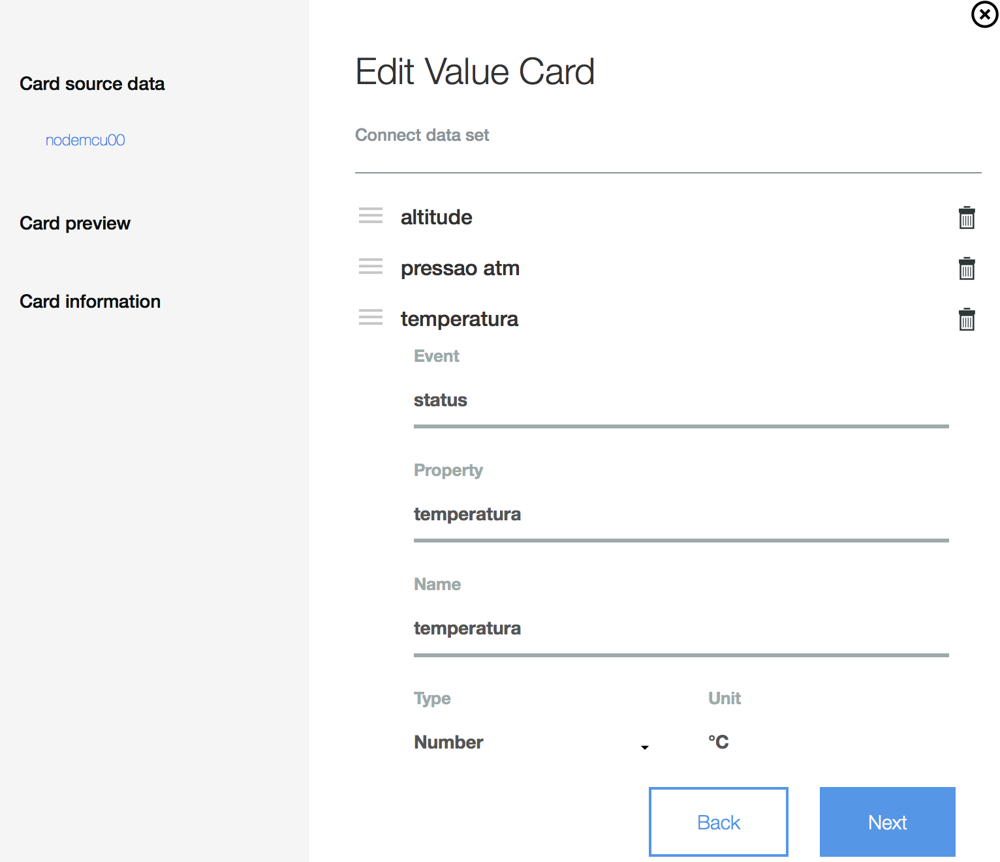 Card source data
nodemcu00
Card preview
Card information
Edit Value Card
Connect data set
altitude
pressao atm
temperatura
Event
status
Property
temperatura
Name
temperatura
Type
Unit
Number
°C
Back
Next